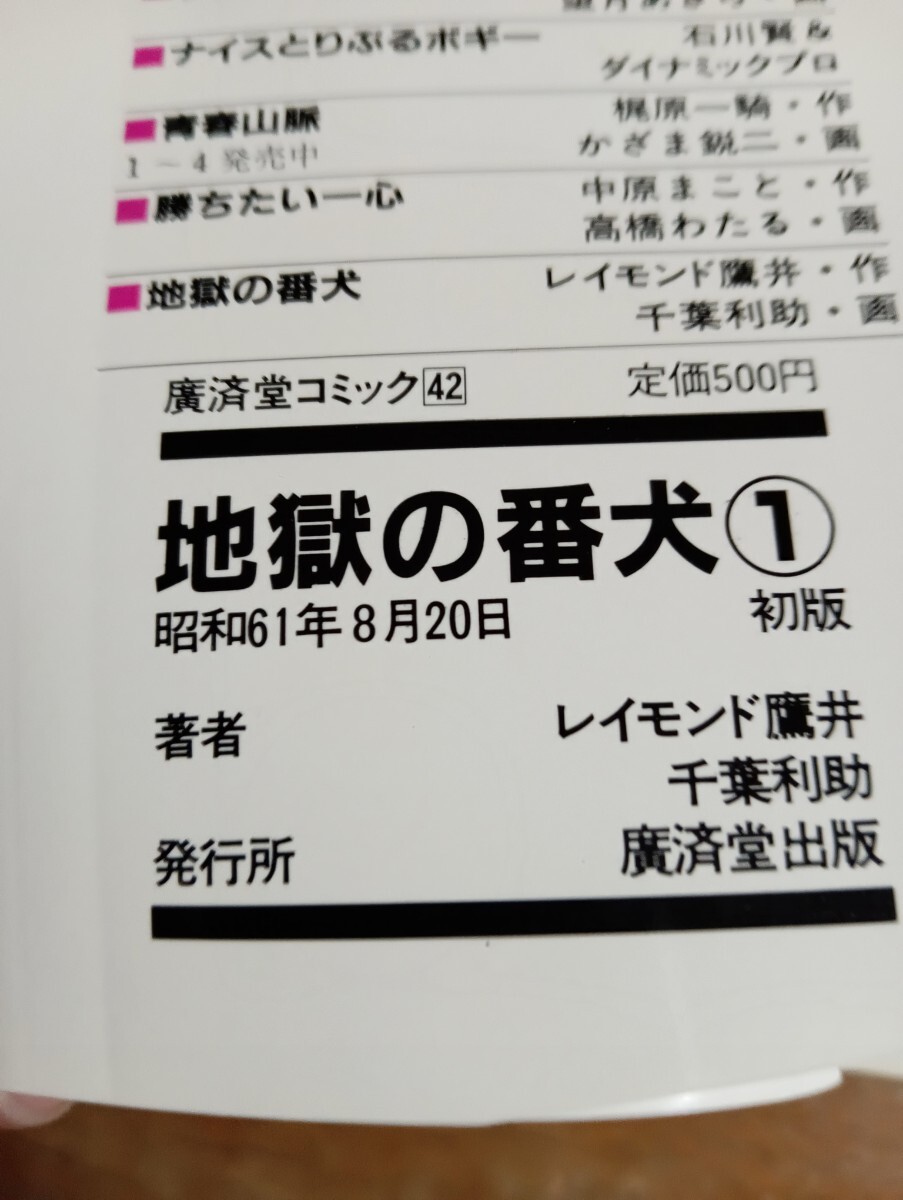 ■ナイスとりぷるボギー 石川賢&
ダイナミックプロ
■青春山脈 梶原一騎・作
1～4発売中 かざま鋭二・画
■勝ちたい一心 中原まこと・作
高橋わたる・画
■地獄の番犬 レイモンド鷹井・作
千葉利助・画
廣済堂コミック42 定価500円
地獄の番犬①
昭和61年8月20日 初版
著者 レイモンド鷹井
千葉利助
発行所 廣済堂出版